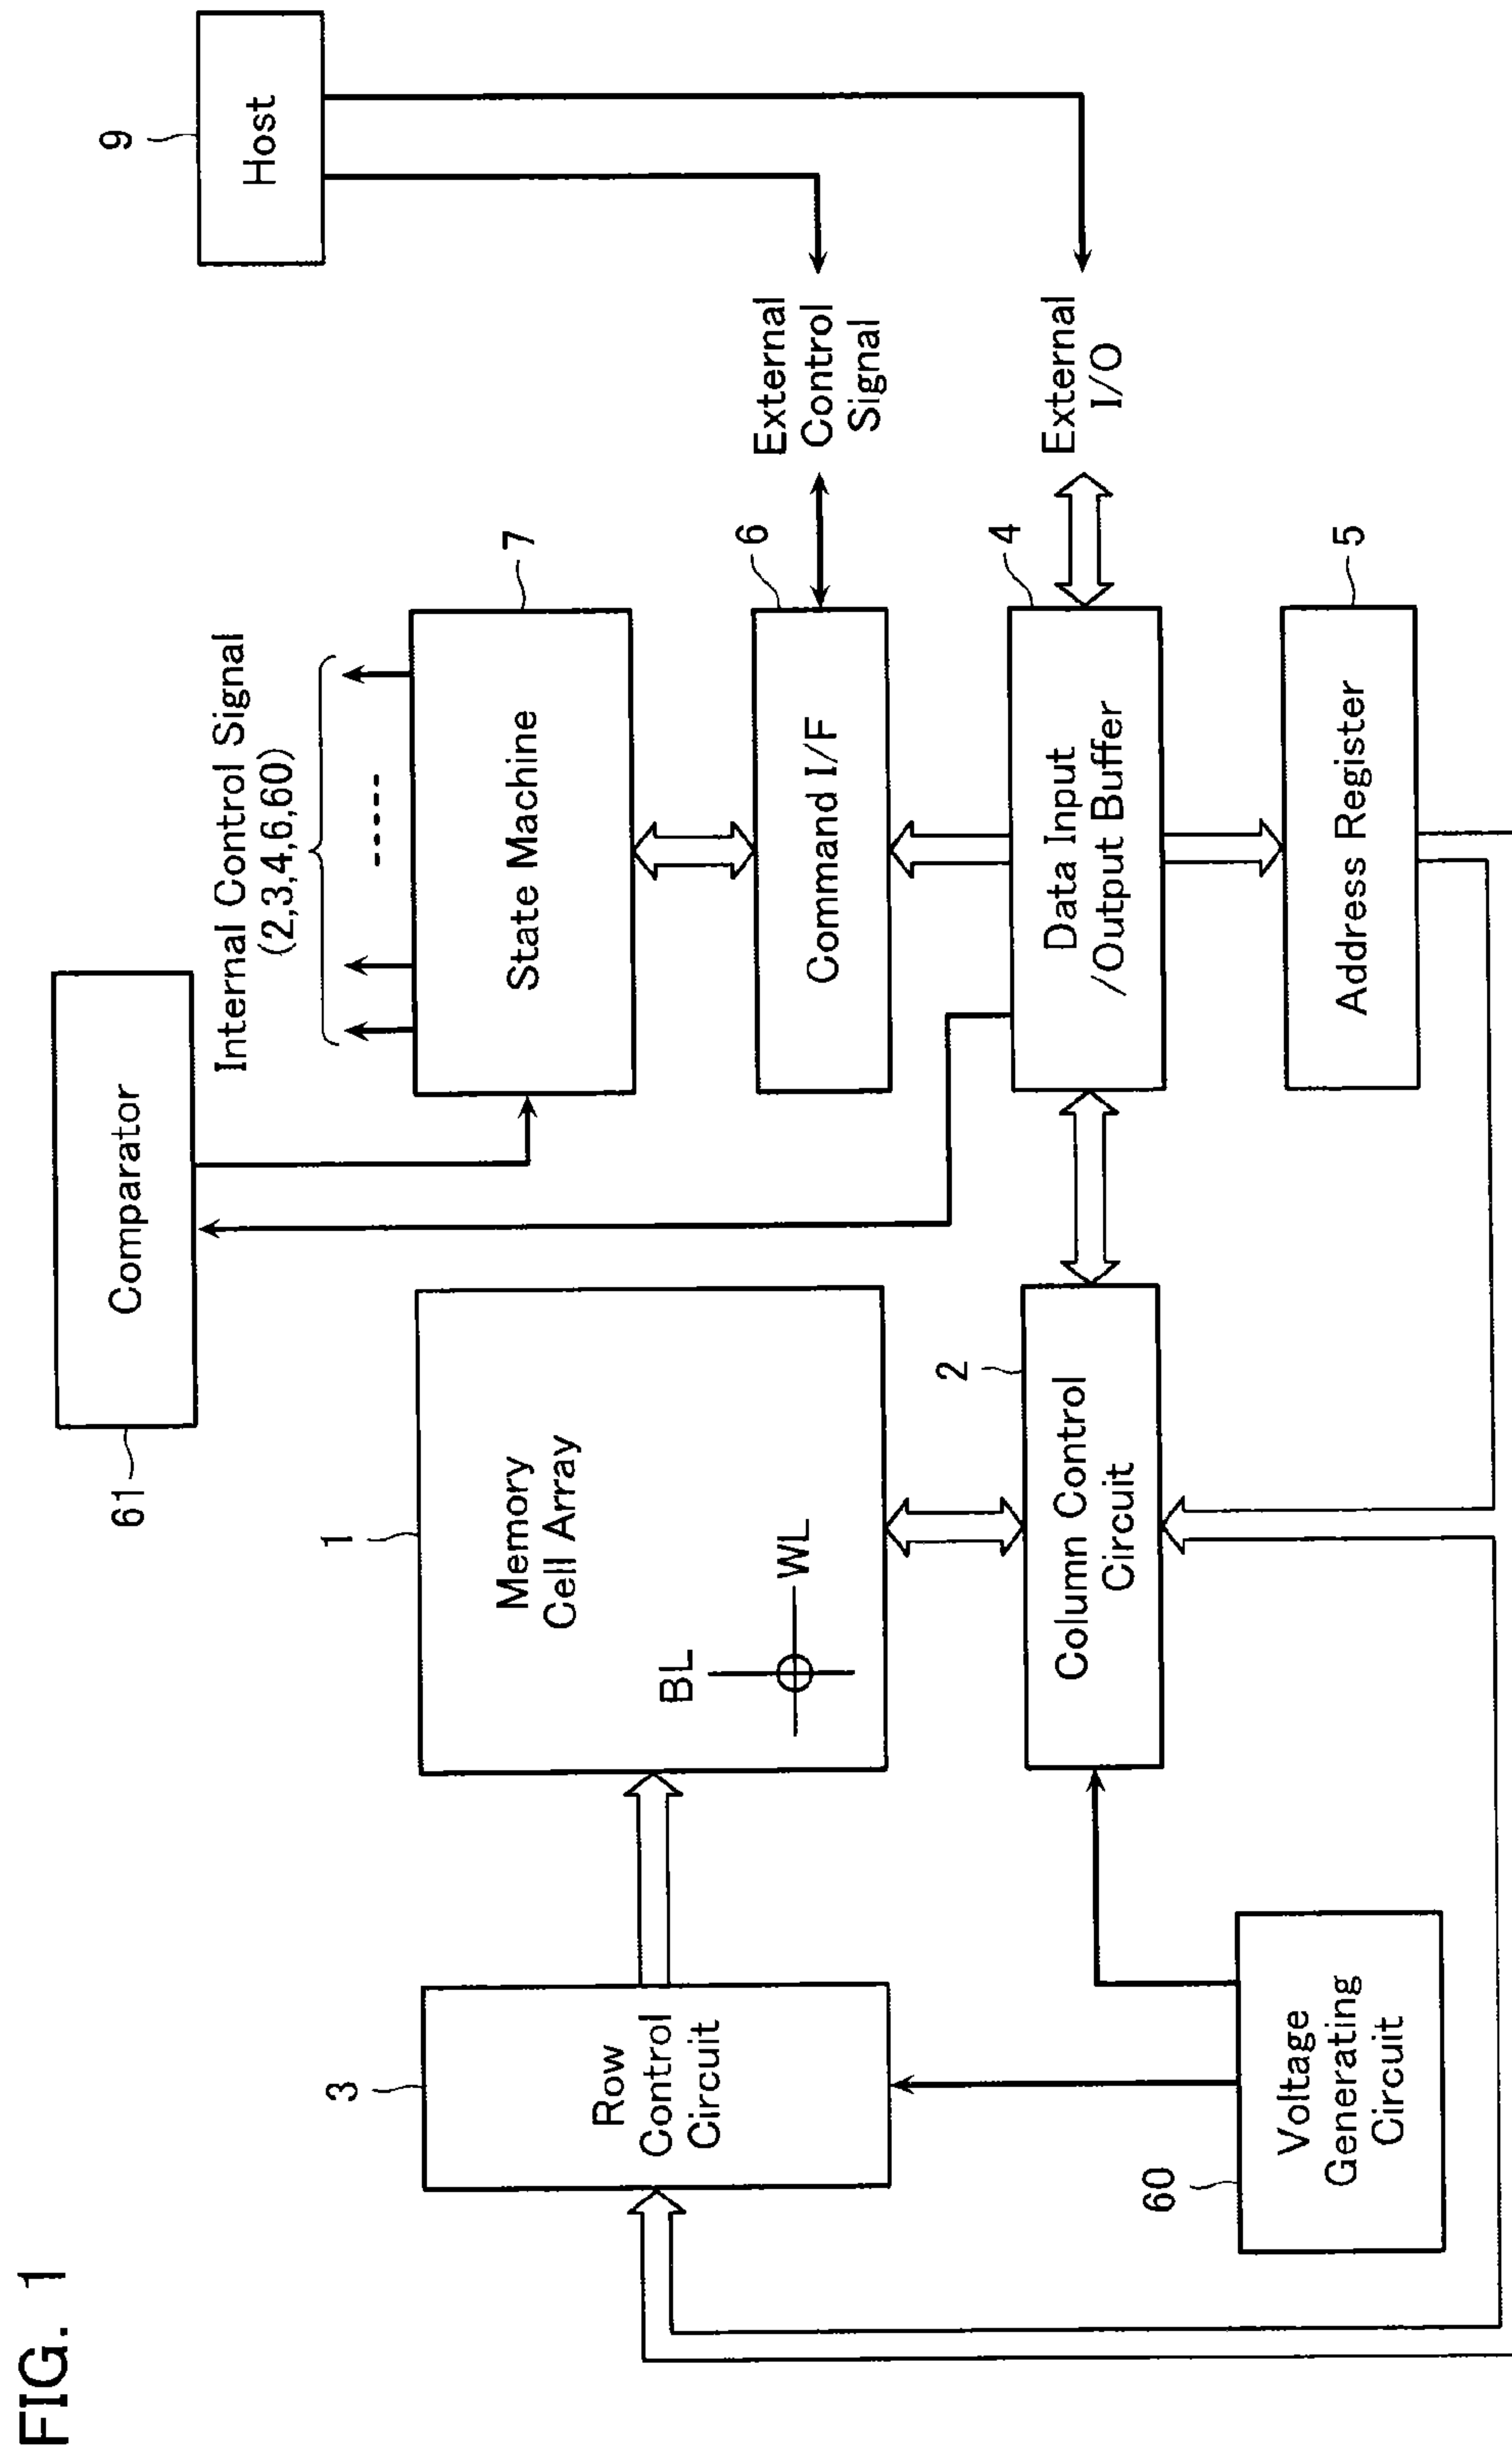 FIG. 1
61
Comparator
9
Host
Internal Control Signal
(2,3,4,6,60)
3
Row
Control
Circuit
1
Memory
Cell Array
BL
WL
7
State Machine
6
Command I/F
External
Control
Signal
2
Column Control
Circuit
4
Data Input
/Output Buffer
External
I/O
60
Voltage
Generating
Circuit
5
Address Register